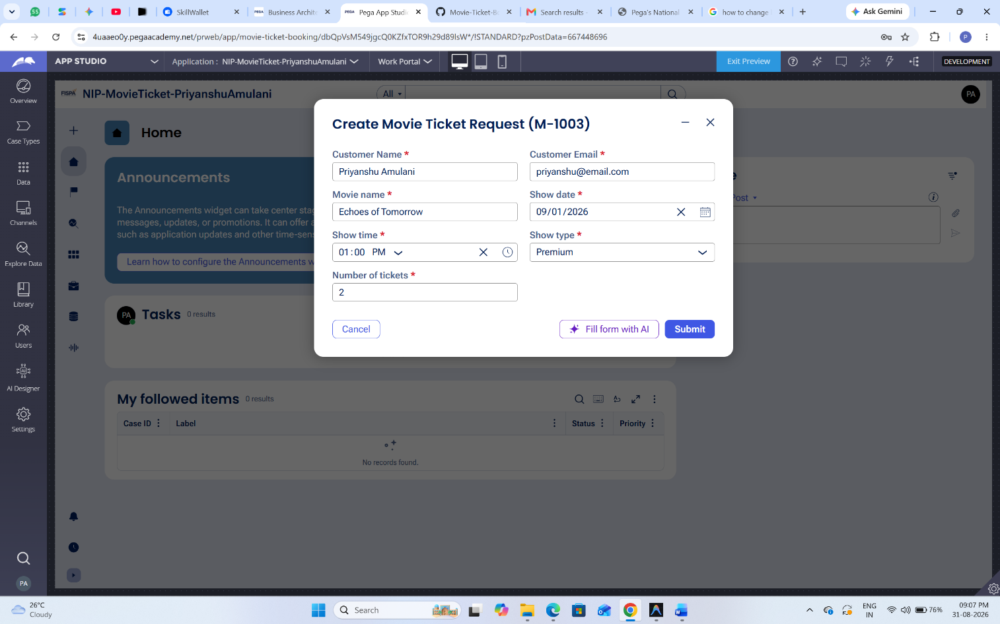 55
SkillWallet
PEGA Business Archit
PEGA Pega App Studi
Movie-Ticket-B
Search results -
Pega's National
how to change
Ask Gemini
4uaaeo0y.pegaacademy.net/prweb/app/movie-ticket-booking/dbQpVsM549jgcQ0KZfxTOR9h29d89IsW*/!STANDARD?pzPostData=667448696
P
APP STUDIO
Application : NIP-MovieTicket-PriyanshuAmulani
Work Portal
Exit Preview
DEVELOPMENT
Overview
Case Types
Data
Channels
Explore Data
Library
Users
AI Designer
Settings
PA
FISPA NIP-MovieTicket-PriyanshuAmulani
All
PA
Home
Announcements
The Announcements widget can take center stag
messages, updates, or promotions. It can offer a
such as application updates and other time-sens
Learn how to configure the Announcements w
e
Post
PA Tasks 0 results
My followed items 0 results
Case ID Label Status Priority
No records found.
Create Movie Ticket Request (M-1003)
Customer Name * Customer Email *
Priyanshu Amulani priyanshu@email.com
Movie name * Show date *
Echoes of Tomorrow 09/01/2026
Show time * Show type *
01:00 PM Premium
Number of tickets *
2
Cancel Fill form with AI Submit
26°C
Cloudy
Search
ENG
IN
76%
09:07 PM
31-08-2026